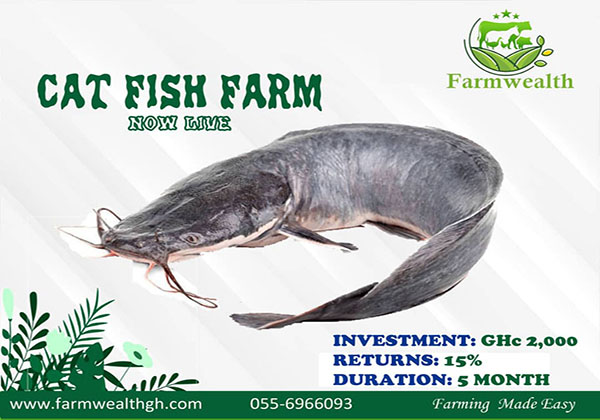 Farmwealth
CAT FISH FARM
NOW LIVE
INVESTMENT: GHc 2,000
RETURNS: 15%
DURATION: 5 MONTH
www.farmwealthgh.com 055-6966093 Farming Made Easy